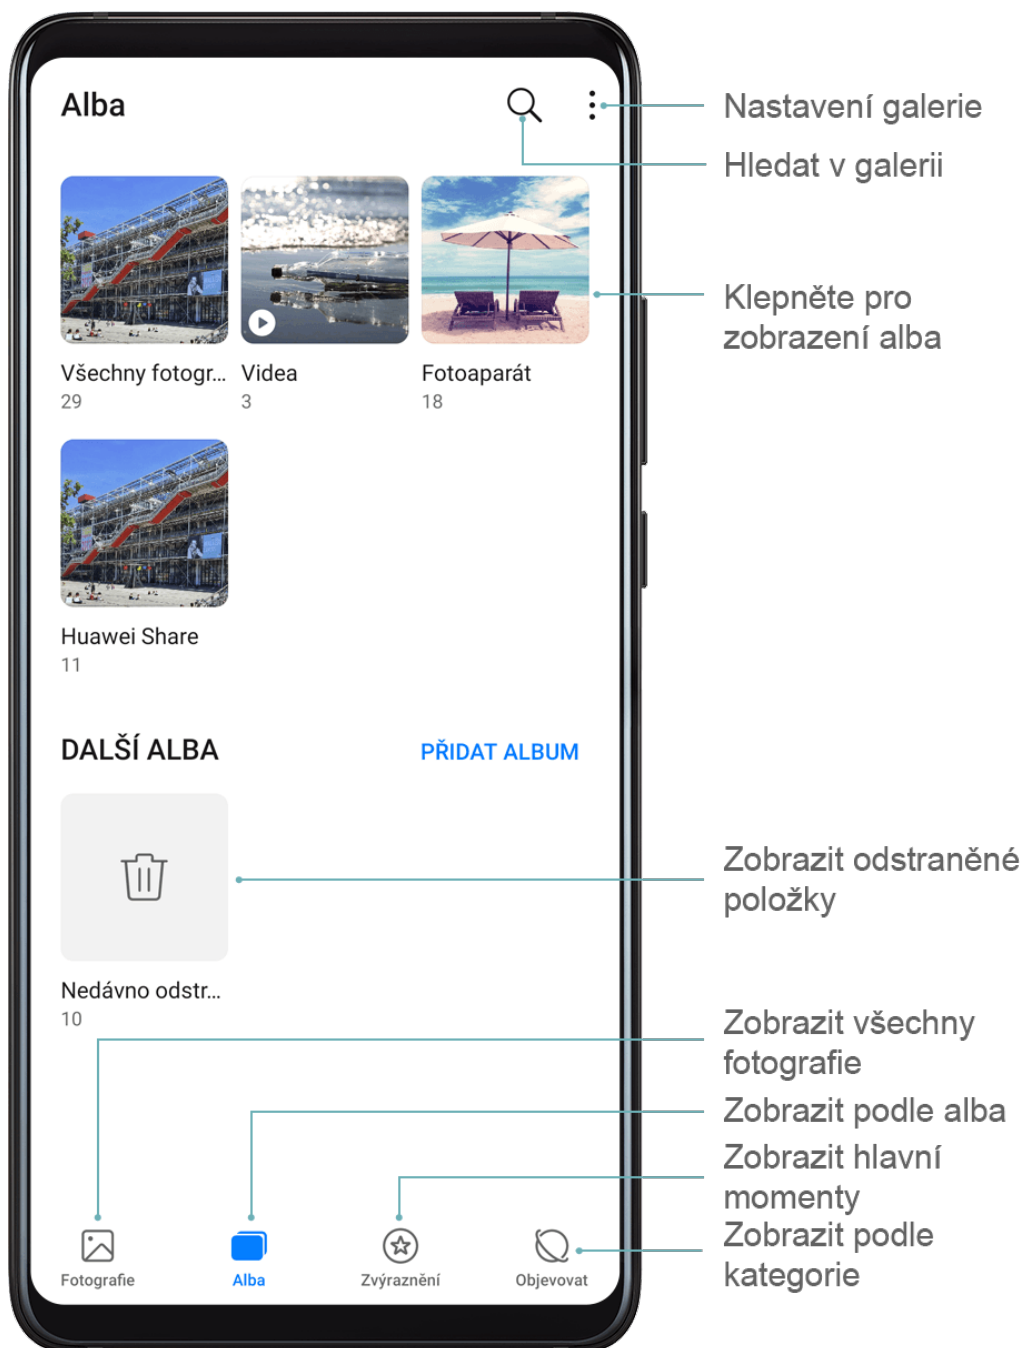 Alba
Nastavení galerie
Hledat v galerii
Klepněte pro
zobrazení alba
Všechny fotogr...
29
Videa
3
Fotoaparát
18
Huawei Share
11
DALŠÍ ALBA
PŘIDAT ALBUM
Zobrazit odstraněné
položky
Nedávno odstr...
10
Zobrazit všechny
fotografie
Zobrazit podle alba
Zobrazit hlavní
momenty
Zobrazit podle
kategorie
Fotografie
Alba
Zvýraznění
Objevovat